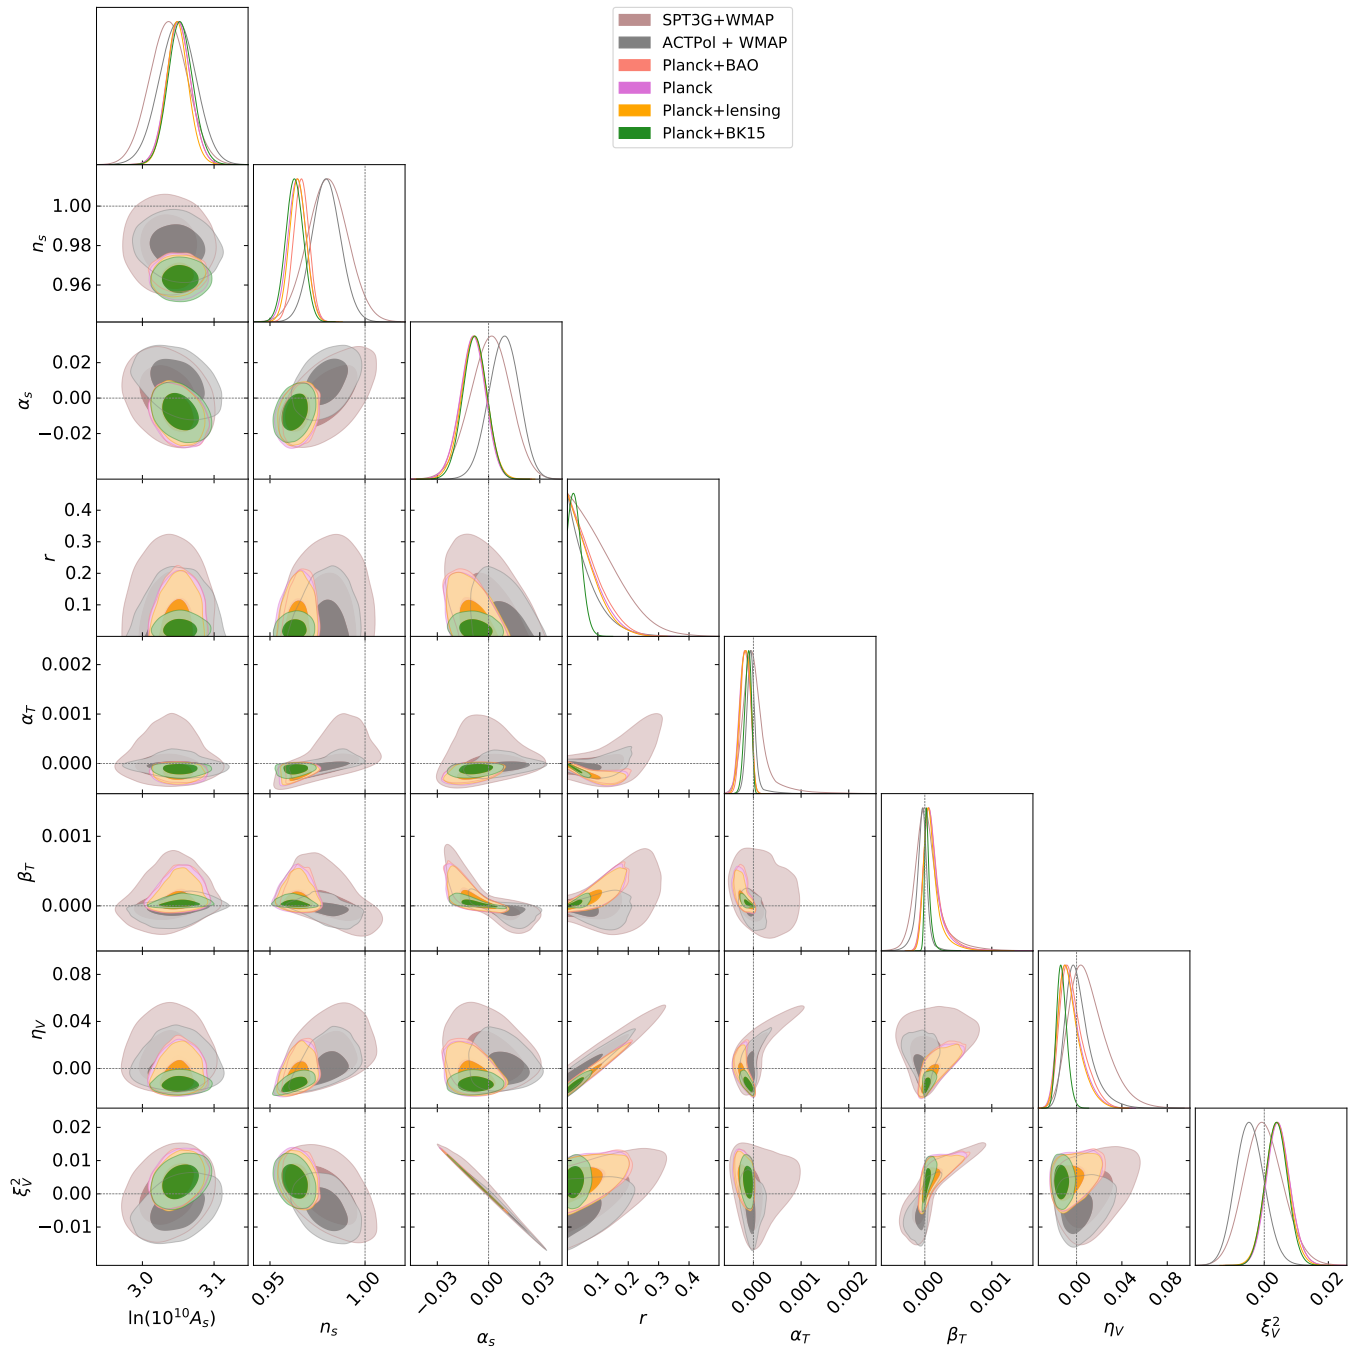 SPT3G+WMAP
ACTPol + WMAP
Planck+BAO
Planck
Planck+lensing
Planck+BK15
1.00
0.98
0.96
n_s
0.02
0.00
−0.02
α_s
0.4
0.3
0.2
0.1
r
0.002
0.001
0.000
α_T
0.001
0.000
β_T
0.08
0.04
0.00
η_V
0.02
0.01
0.00
−0.01
ξ_V^2
3.0 3.1
ln(10^10 A_s)
0.95 1.00
n_s
−0.03 0.00 0.03
α_s
0.1 0.2 0.3 0.4
r
0.000 0.001 0.002
α_T
0.000 0.001
β_T
0.00 0.04 0.08
η_V
0.00 0.02
ξ_V^2